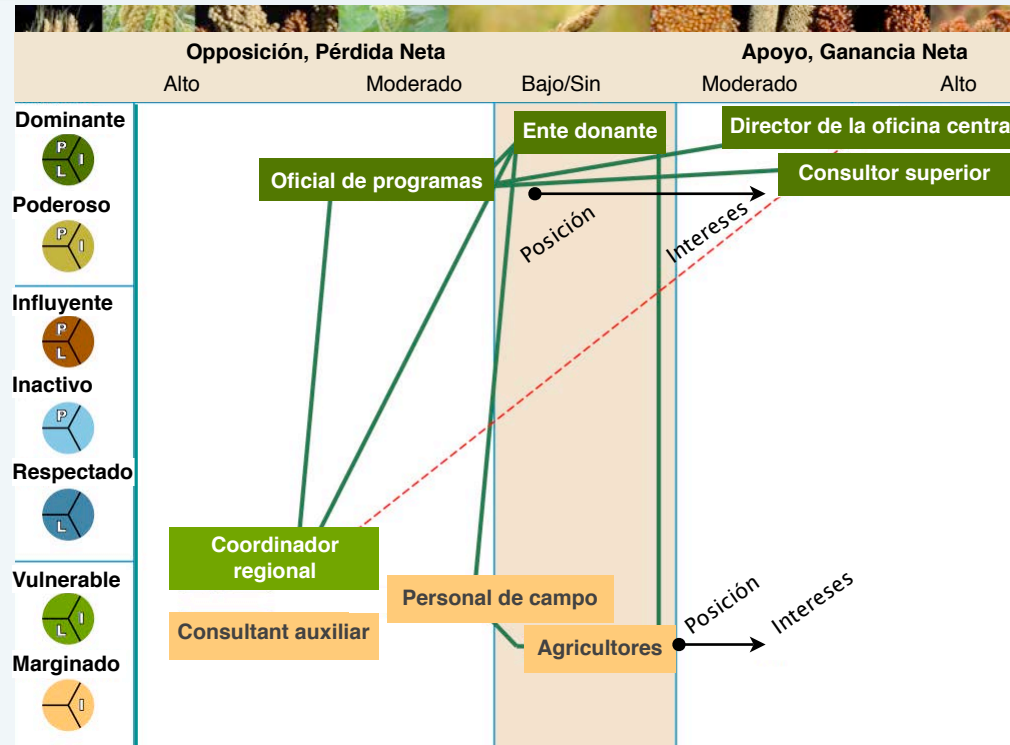 Opposición, Pérdida Neta
Apoyo, Ganancia Neta
Alto
Moderado
Bajo/Sin
Moderado
Alto
Dominante
P I L
Ente donante
Director de la oficina centra
Oficial de programas
Consultor superior
Poderoso
P I
Posición
Intereses
Influyente
P L
Inactivo
P
Respectado
L
Coordinador
regional
Vulnerable
I L
Personal de campo
Posición
Intereses
Consultant auxiliar
Agricultores
Marginado
I